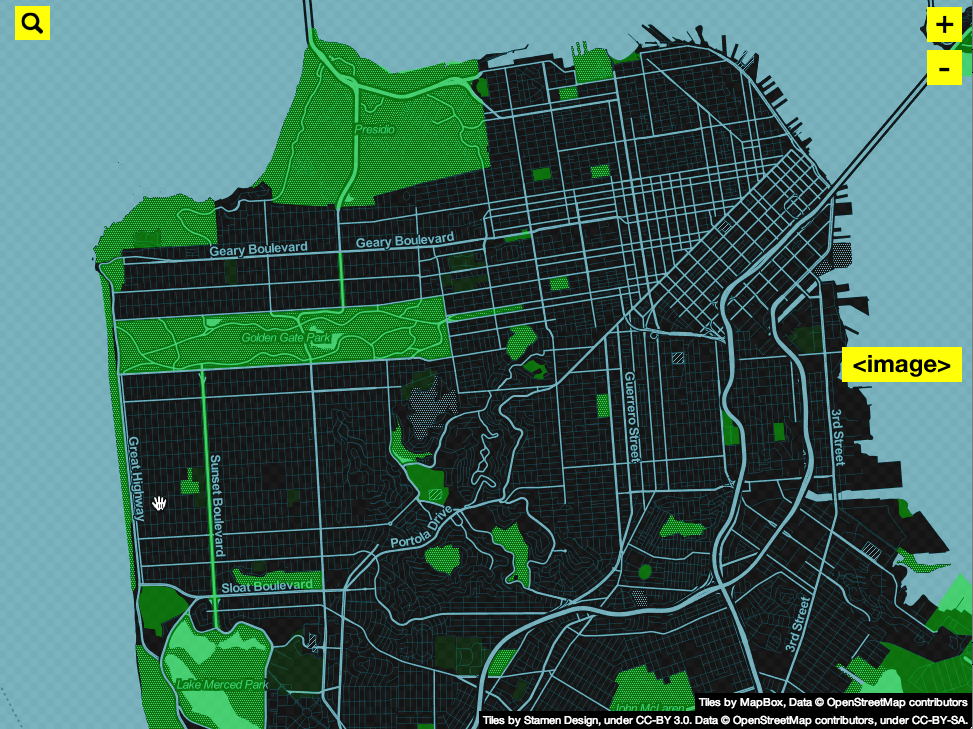 +
-
Presidio
Geary Boulevard
Geary Boulevard
Golden Gate Park
<image>
Guerrero Street
3rd Street
Great Highway
Sunset Boulevard
Portola Drive
Sloat Boulevard
3rd Street
Lake Merced Park
John McLaren
Tiles by MapBox, Data © OpenStreetMap contributors
Tiles by Stamen Design, under CC-BY 3.0. Data © OpenStreetMap contributors, under CC-BY-SA.